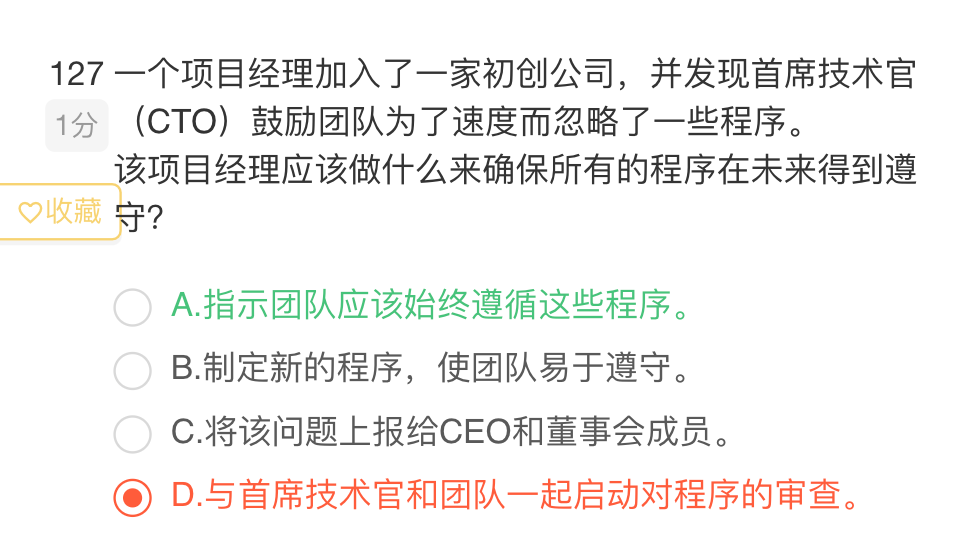 127 一个项目经理加入了一家初创公司，并发现首席技术官
1分 （CTO）鼓励团队为了速度而忽略了一些程序。
该项目经理应该做什么来确保所有的程序在未来得到遵
收藏 守?
A.指示团队应该始终遵循这些程序。
B.制定新的程序，使团队易于遵守。
C.将该问题上报给CEO和董事会成员。
D.与首席技术官和团队一起启动对程序的审查。